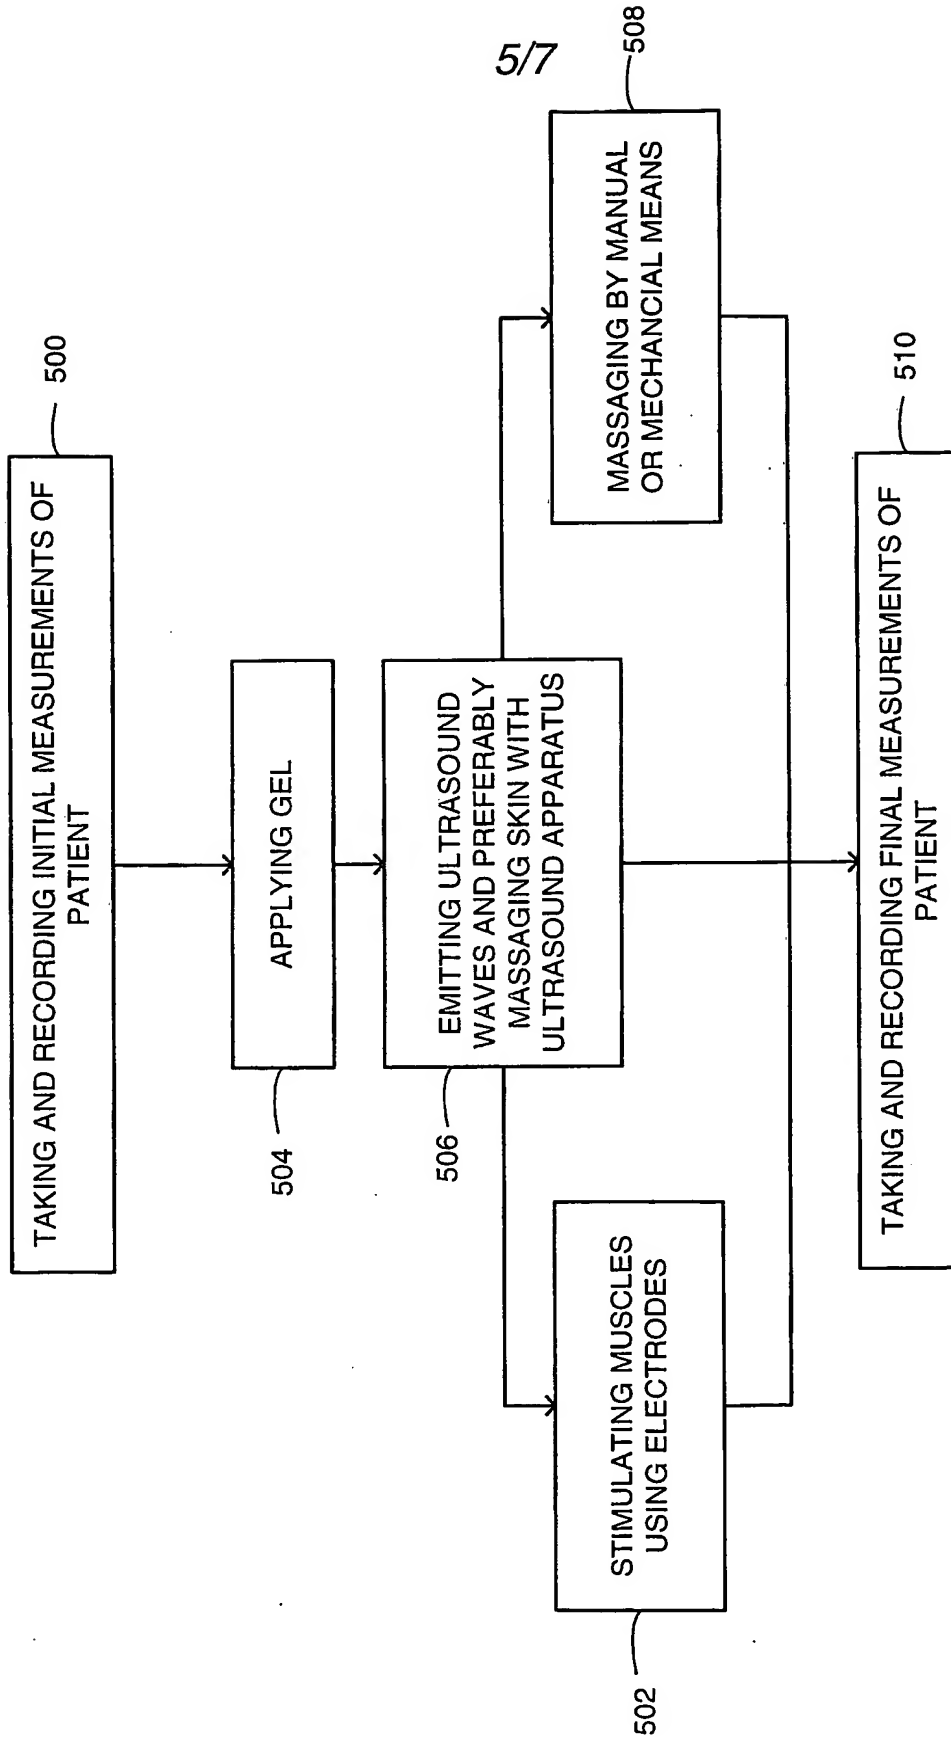 5/7
TAKING AND RECORDING INITIAL MEASUREMENTS OF
PATIENT
500
APPLYING GEL
504
EMITTING ULTRASOUND
WAVES AND PREFERABLY
MASSAGING SKIN WITH
ULTRASOUND APPARATUS
506
STIMULATING MUSCLES
USING ELECTRODES
502
MASSAGING BY MANUAL
OR MECHANCIAL MEANS
508
TAKING AND RECORDING FINAL MEASUREMENTS OF
PATIENT
510